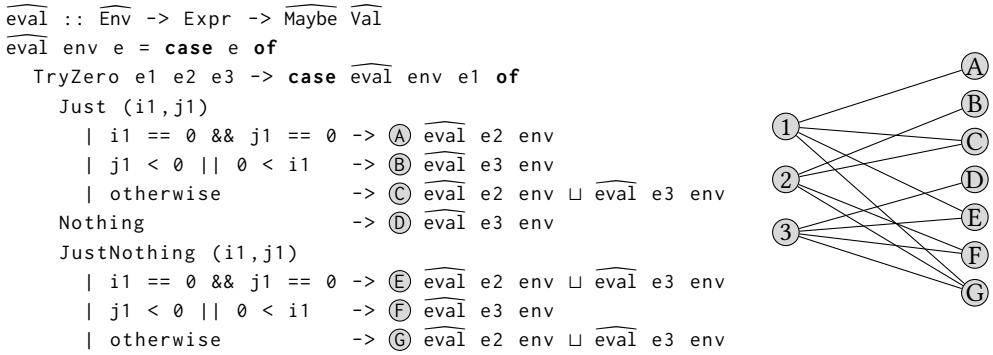 eval :: Env -> Expr -> Maybe Val
eval env e = case e of
TryZero e1 e2 e3 -> case eval env e1 of
Just (i1,j1)
| i1 == 0 && j1 == 0 -> A eval e2 env
| j1 < 0 || 0 < i1 -> B eval e3 env
| otherwise -> C eval e2 env ⊔ eval e3 env
Nothing -> D eval e3 env
JustNothing (i1,j1)
| i1 == 0 && j1 == 0 -> E eval e2 env ⊔ eval e3 env
| j1 < 0 || 0 < i1 -> F eval e3 env
| otherwise -> G eval e2 env ⊔ eval e3 env
1
2
3
A
B
C
D
E
F
G